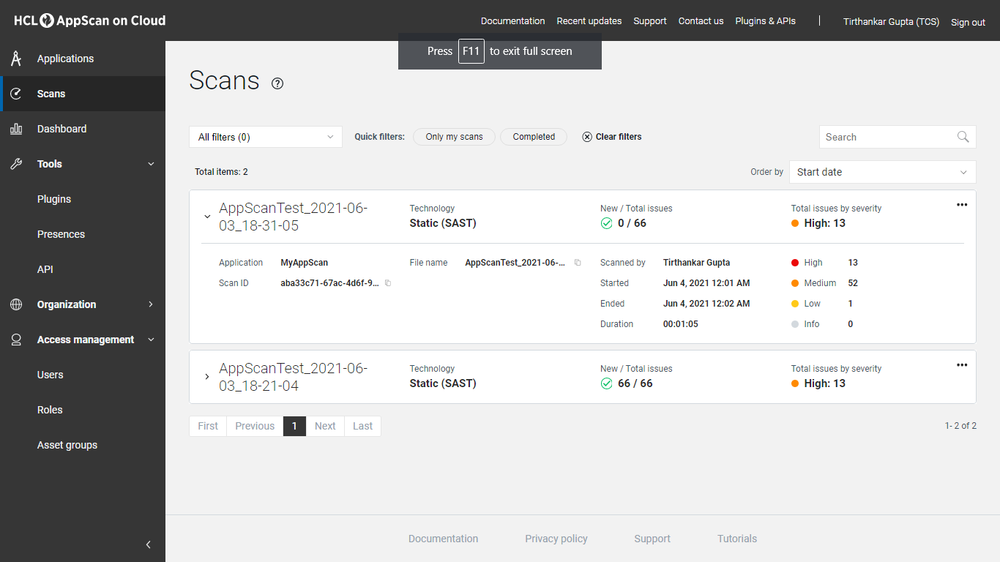 HCL AppScan on Cloud
Documentation Recent updates Support Contact us Plugins & APIs Tirthankar Gupta (TCS) Sign out
Press F11 to exit full screen
Applications
Scans
Dashboard
Tools
Plugins
Presences
API
Organization
Access management
Users
Roles
Asset groups
Scans ?
All filters (0) Quick filters: Only my scans Completed Clear filters Search
Total items: 2 Order by Start date
AppScanTest_2021-06-
03_18-31-05
Technology
Static (SAST)
New / Total issues
0 / 66
Total issues by severity
High: 13
Application MyAppScan
Scan ID aba33c71-67ac-4d6f-9...
File name AppScanTest_2021-06-...
Scanned by Tirthankar Gupta
Started Jun 4, 2021 12:01 AM
Ended Jun 4, 2021 12:02 AM
Duration 00:01:05
High 13
Medium 52
Low 1
Info 0
AppScanTest_2021-06-
03_18-21-04
Technology
Static (SAST)
New / Total issues
66 / 66
Total issues by severity
High: 13
First Previous 1 Next Last 1- 2 of 2
Documentation Privacy policy Support Tutorials